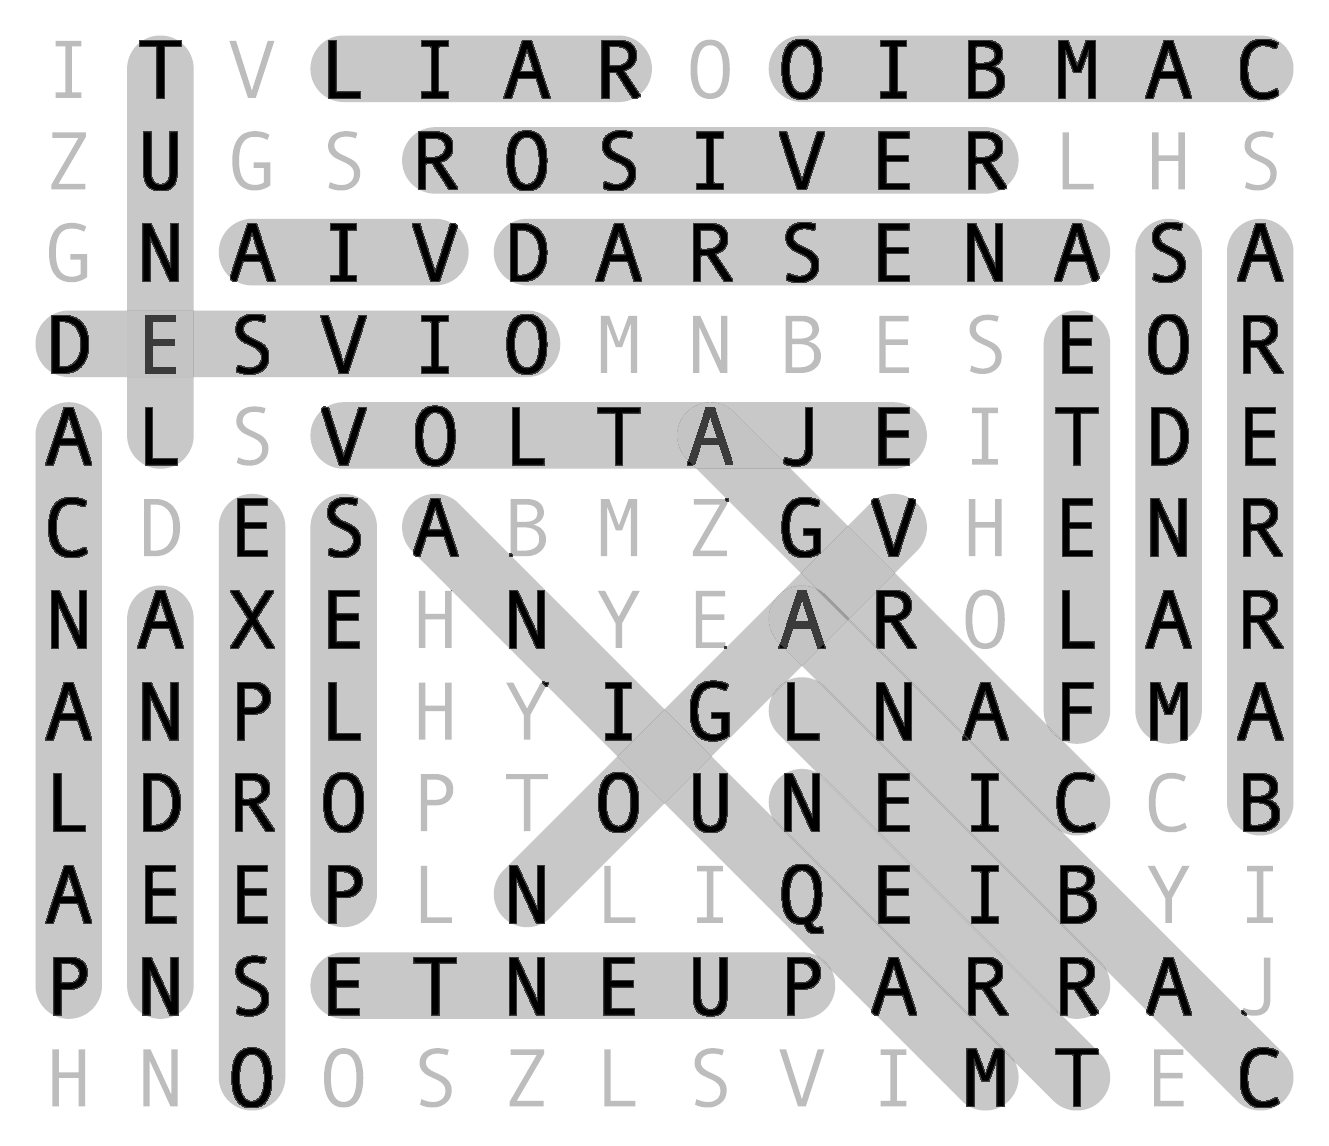 I T V L I A R O O I B M A C
Z U G S R O S I V E R L H S
G N A I V D A R S E N A S A
D E S V I O M N B E S E O R
A L S V O L T A J E I T D E
C D E S A B M Z G V H E N R
N A X E H N Y E A R O L A R
A N P L H Y I G L N A F M A
L D R O P T O U N E I C C B
A E E P L N L I Q E I B Y I
P N S E T N E U P A R R A J
H N O O S Z L S V I M T E C